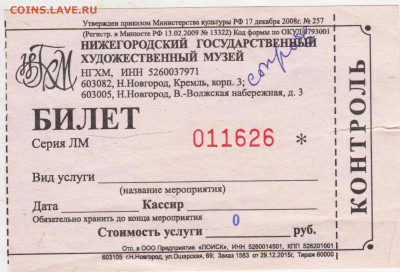 COINS.SAVE.RU
Утвержден приказом Министерства культуры РФ 17 декабря 2008г. № 257
(Регистр. в Минюсте РФ 13.02.2009 № 13322) Код формы по ОКУД 0793001
НИЖЕГОРОДСКИЙ ГОСУДАРСТВЕННЫЙ
ХУДОЖЕСТВЕННЫЙ МУЗЕЙ
НГХМ
НГХМ, ИНН 5260037971
603082, Н.Новгород, Кремль, корп. 3;
603005, Н.Новгород, В.-Волжская набережная, д. 3
БИЛЕТ
Серия ЛМ
011626 *
Вид услуги
(название мероприятия)
Дата Кассир
Обязательно хранить до конца мероприятия
0
Стоимость услуги руб.
Отп. в ООО Предприятие «ПОИСК», ИНН 5260014501, КПП 526201001
603105 г.Н.Новгород, ул.Ошарская, 69; Заказ 1583 от 29.12.2015г. Тираж 60000.
КОНТРОЛЬ